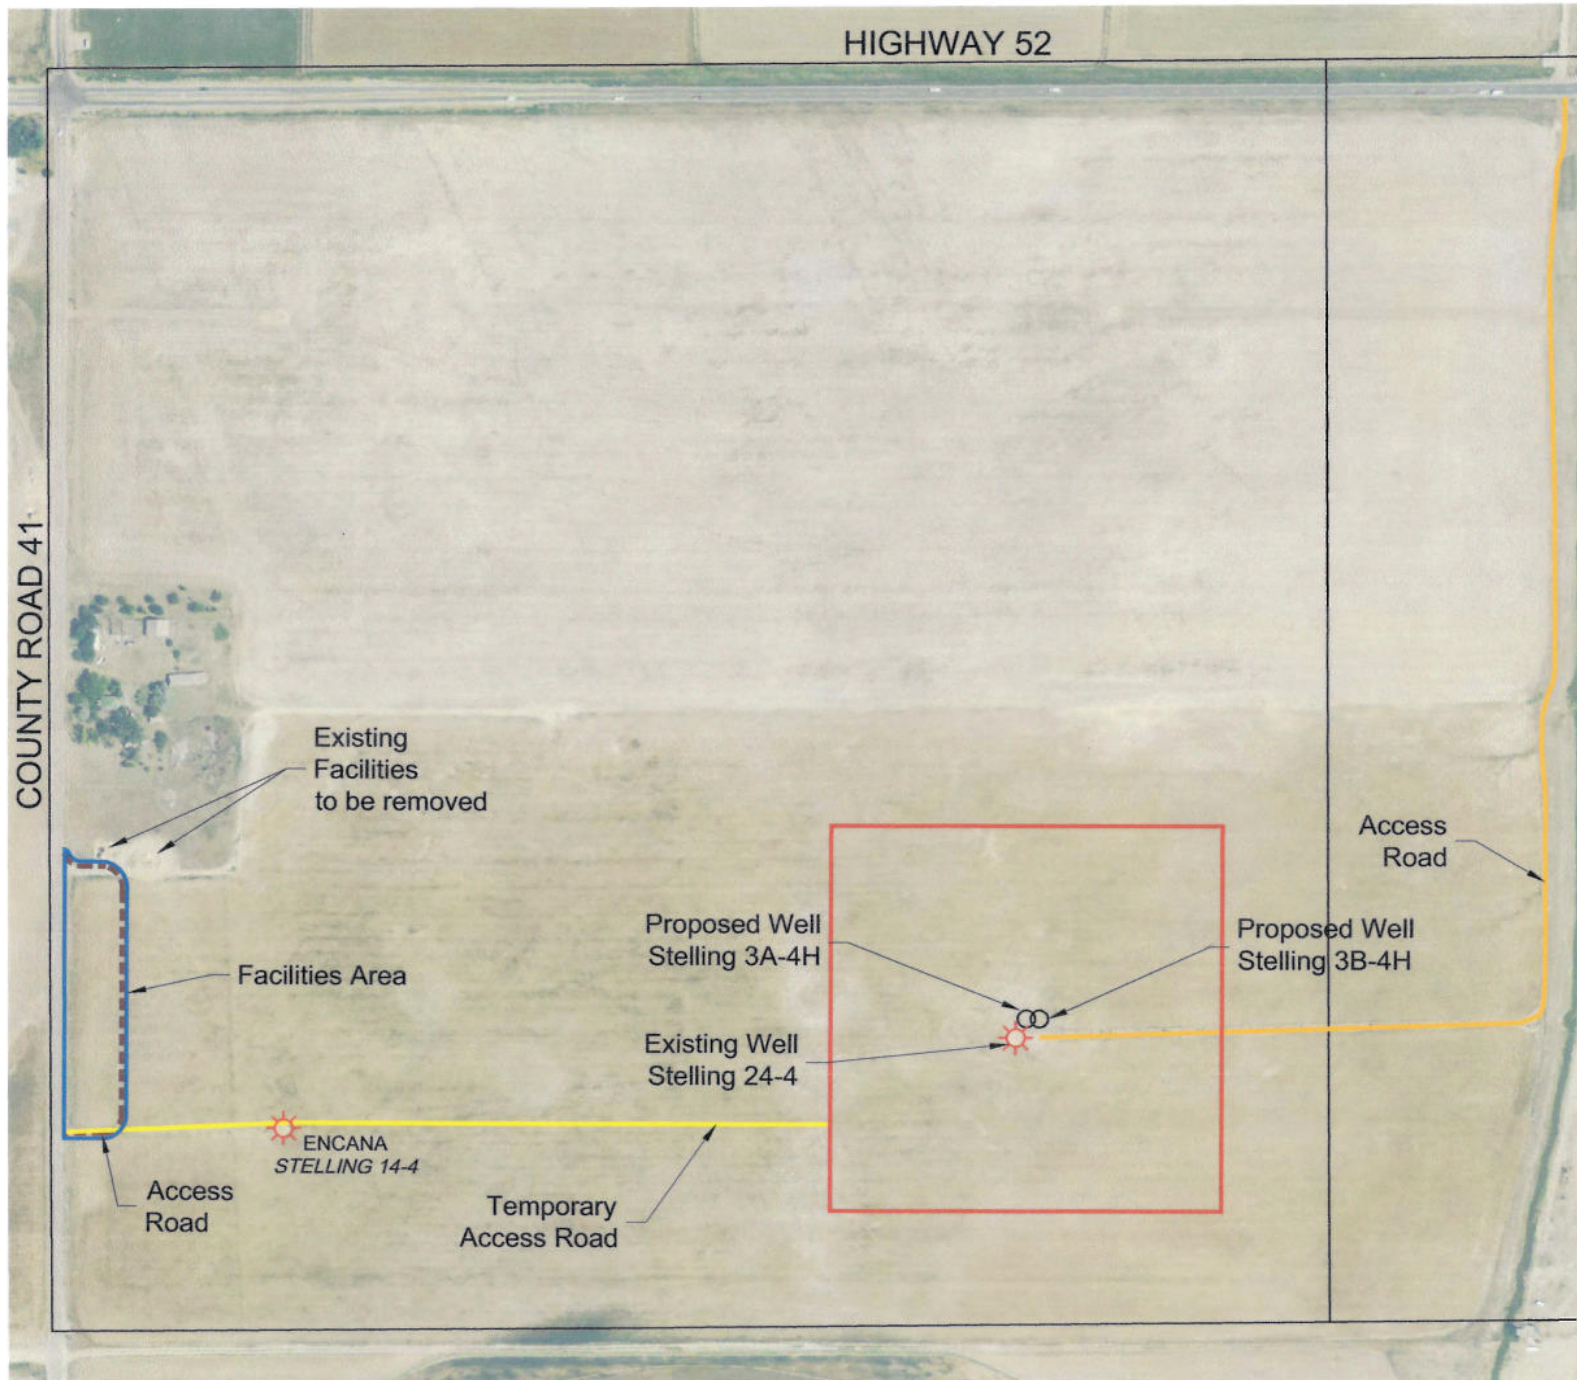 HIGHWAY 52
COUNTY ROAD 41
Existing
Facilities
to be removed
Access
Road
Proposed Well
Stelling 3A-4H
Proposed Well
Stelling 3B-4H
Facilities Area
Existing Well
Stelling 24-4
ENCANA
STELLING 14-4
Access
Road
Temporary
Access Road